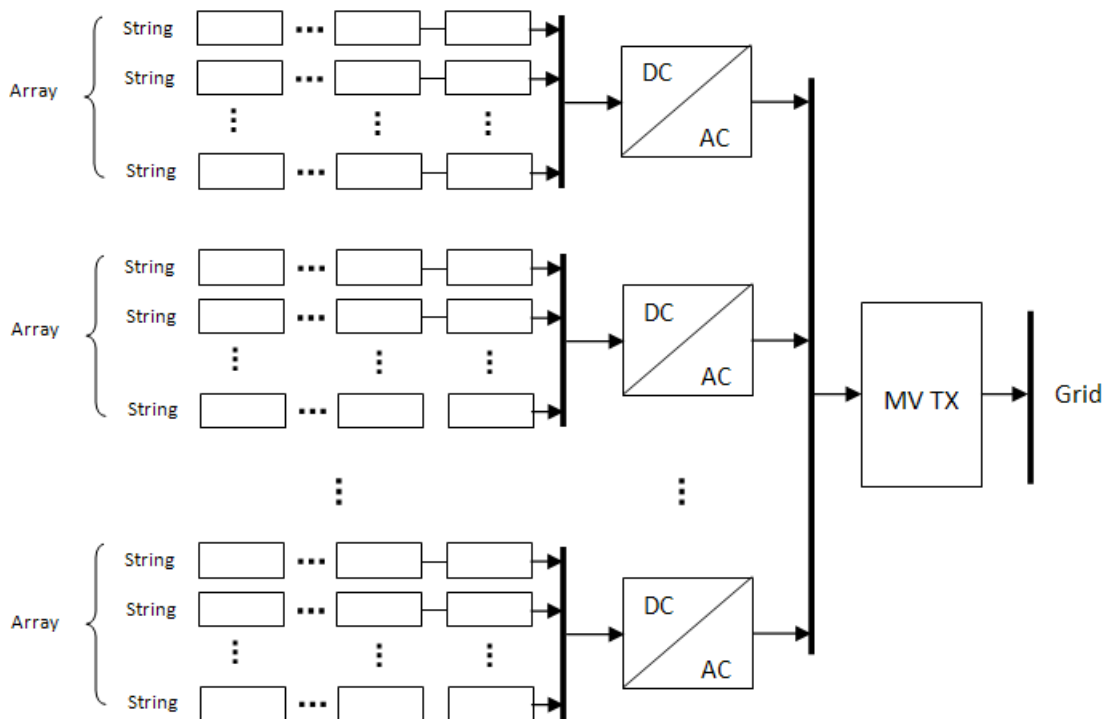 String
String
Array
String
DC
AC
String
String
Array
String
DC
AC
MV TX
Grid
String
String
Array
String
DC
AC